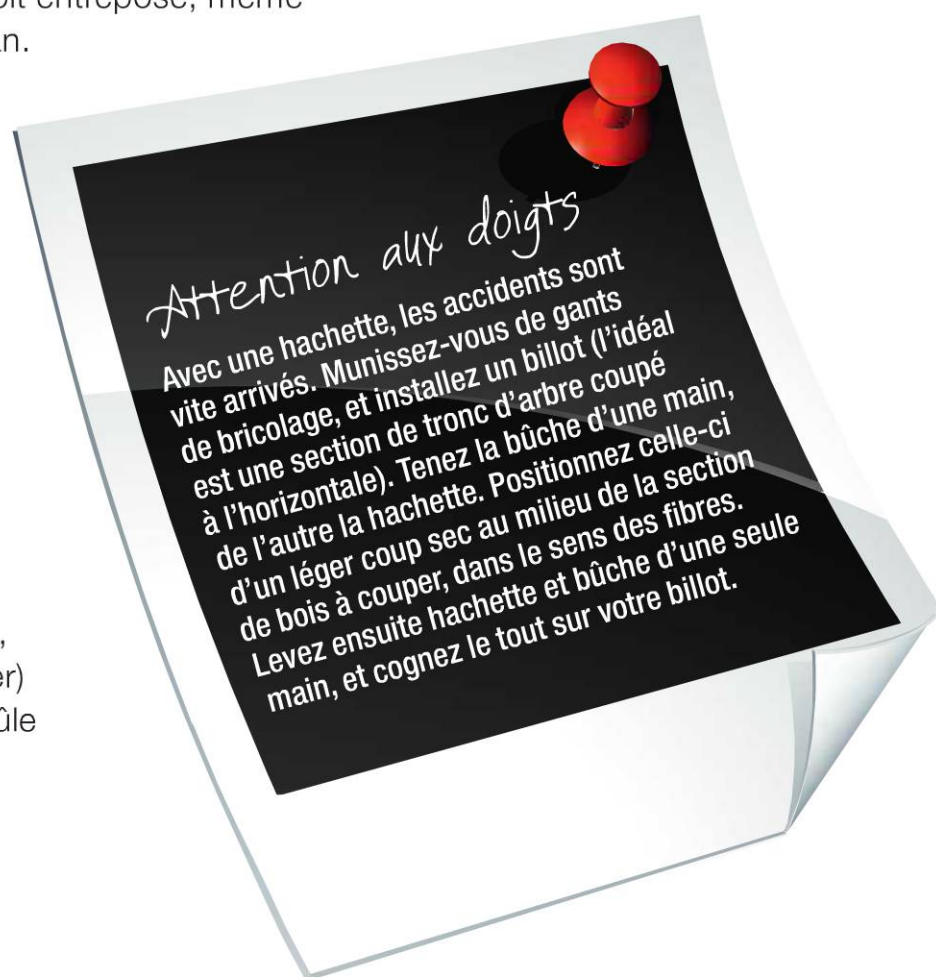 entreposé, même
Attention aux doigts
Avec une hachette, les accidents sont
vite arrivés. Munissez-vous de gants
de bricolage, et installez un billot (l’idéal
est une section de tronc d’arbre coupé
à l’horizontale). Tenez la bûche d’une main,
de l’autre la hachette. Positionnez celle-ci
d’un léger coup sec au milieu de la section
de bois à couper, dans le sens des fibres.
Levez ensuite hachette et bûche d’une seule
main, et cognez le tout sur votre billot.